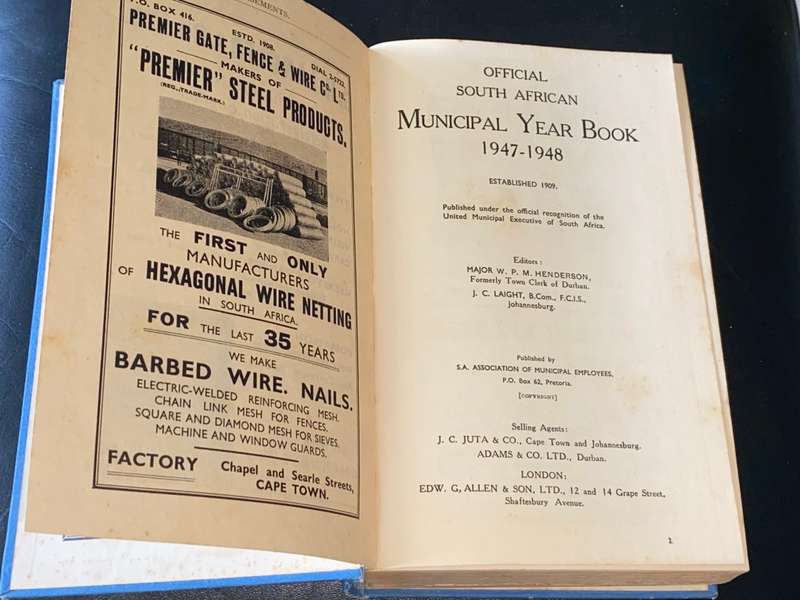 P.O. BOX 416.
ESTD. 1908.
DIAL 2-5722.
PREMIER GATE, FENCE & WIRE CO. LTD.
MAKERS OF
"PREMIER" STEEL PRODUCTS.
(REG., TRADE-MARK.)
THE FIRST AND ONLY
MANUFACTURERS
OF HEXAGONAL WIRE NETTING
IN SOUTH AFRICA.
FOR THE LAST 35 YEARS
WE MAKE
BARBED WIRE. NAILS.
ELECTRIC-WELDED REINFORCING MESH.
CHAIN LINK MESH FOR FENCES.
SQUARE AND DIAMOND MESH FOR SIEVES.
MACHINE AND WINDOW GUARDS.
FACTORY Chapel and Searle Streets,
CAPE TOWN.
OFFICIAL
SOUTH AFRICAN
MUNICIPAL YEAR BOOK
1947-1948
ESTABLISHED 1909.
Published under the official recognition of the
United Municipal Executive of South Africa.
Editors:
MAJOR W. P. M. HENDERSON,
Formerly Town Clerk of Durban.
J. C. LAIGHT, B.Com., F.C.I.S.,
Johannesburg.
Published by
S.A. ASSOCIATION OF MUNICIPAL EMPLOYEES,
P.O. Box 62, Pretoria.
[COPYRIGHT]
Selling Agents:
J. C. JUTA & CO., Cape Town and Johannesburg.
ADAMS & CO. LTD., Durban.
LONDON:
EDW. G, ALLEN & SON, LTD., 12 and 14 Grape Street,
Shaftesbury Avenue.